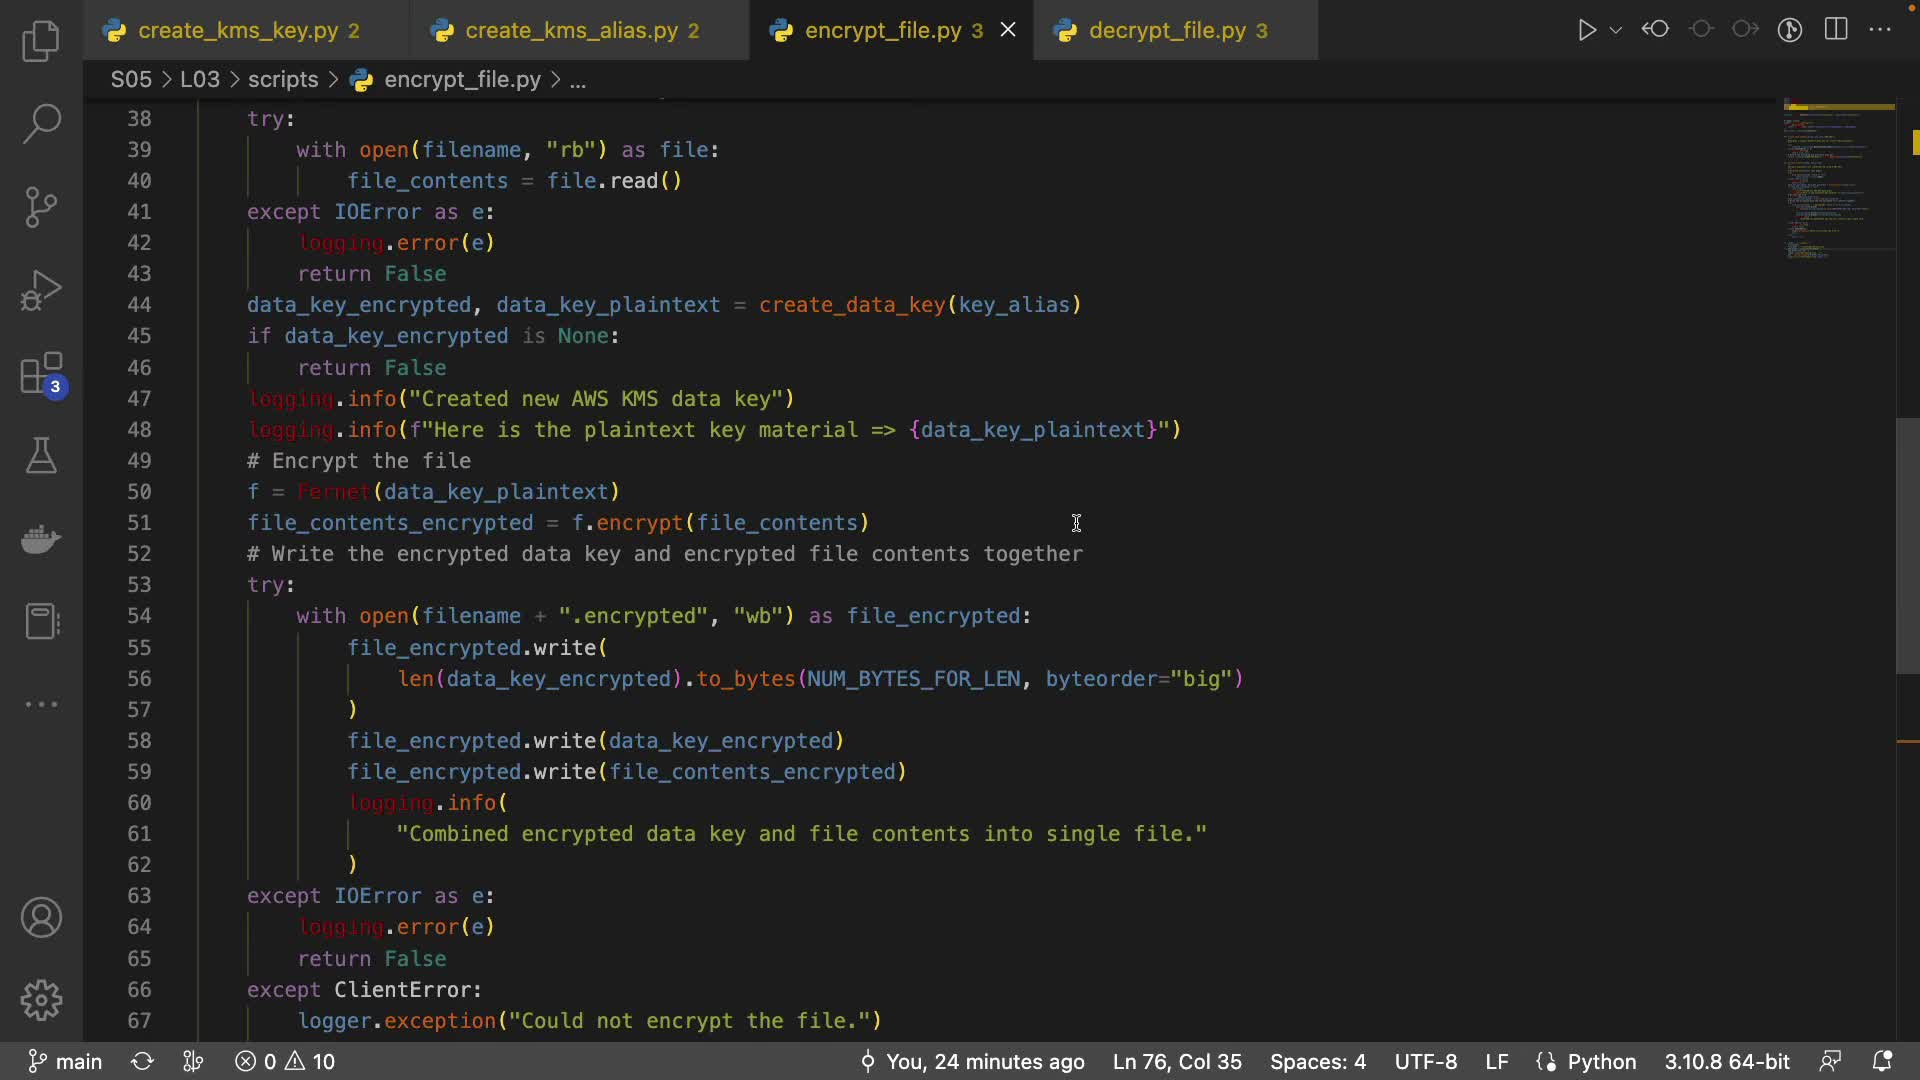 create_kms_key.py 2
create_kms_alias.py 2
encrypt_file.py 3
decrypt_file.py 3
S05 > L03 > scripts > encrypt_file.py > ...
38 try:
39 with open(filename, "rb") as file:
40 file_contents = file.read()
41 except IOError as e:
42 logging.error(e)
43 return False
44 data_key_encrypted, data_key_plaintext = create_data_key(key_alias)
45 if data_key_encrypted is None:
46 return False
47 logging.info("Created new AWS KMS data key")
48 logging.info(f"Here is the plaintext key material => {data_key_plaintext}")
49 # Encrypt the file
50 f = Fernet(data_key_plaintext)
51 file_contents_encrypted = f.encrypt(file_contents)
52 # Write the encrypted data key and encrypted file contents together
53 try:
54 with open(filename + ".encrypted", "wb") as file_encrypted:
55 file_encrypted.write(
56 len(data_key_encrypted).to_bytes(NUM_BYTES_FOR_LEN, byteorder="big")
57 )
58 file_encrypted.write(data_key_encrypted)
59 file_encrypted.write(file_contents_encrypted)
60 logging.info(
61 "Combined encrypted data key and file contents into single file."
62 )
63 except IOError as e:
64 logging.error(e)
65 return False
66 except ClientError:
67 logger.exception("Could not encrypt the file.")
3
main 0 10 You, 24 minutes ago Ln 76, Col 35 Spaces: 4 UTF-8 LF Python 3.10.8 64-bit